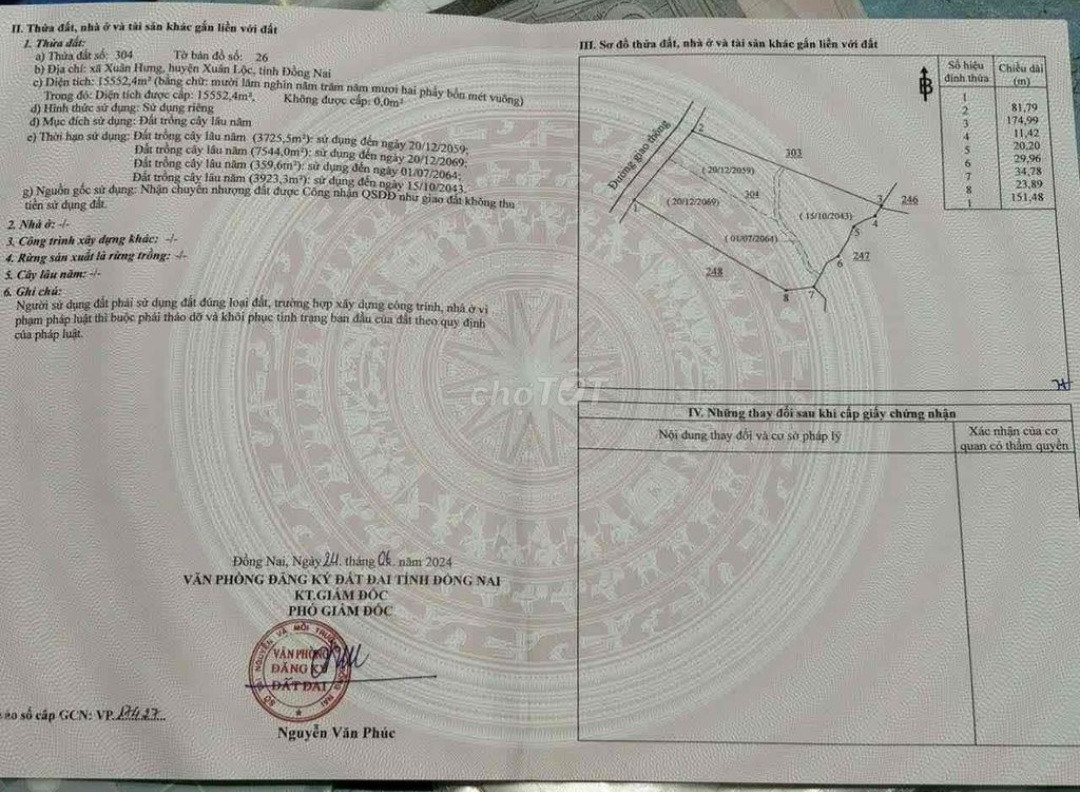 II. Thửa đất, nhà ở và tài sản khác gắn liền với đất
1. Thửa đất:
a) Thửa đất số: 304 Tờ bản đồ số: 26
b) Địa chỉ: xã Xuân Hưng, huyện Xuân Lộc, tỉnh Đồng Nai
c) Diện tích: 15552,4m² (bằng chữ: mười lăm nghìn năm trăm năm mươi hai phẩy bốn mét vuông)
Trong đó: Diện tích được cấp: 15552,4m², Không được cấp: 0,0m²
d) Hình thức sử dụng: Sử dụng riêng
đ) Mục đích sử dụng: Đất trồng cây lâu năm
e) Thời hạn sử dụng: Đất trồng cây lâu năm (3725,5m²): sử dụng đến ngày 20/12/2059;
Đất trồng cây lâu năm (7544,0m²): sử dụng đến ngày 20/12/2069;
Đất trồng cây lâu năm (359,6m²): sử dụng đến ngày 01/07/2064;
Đất trồng cây lâu năm (3923,3m²): sử dụng đến ngày 15/10/2043.
g) Nguồn gốc sử dụng: Nhận chuyển nhượng đất được Công nhận QSDĐ như giao đất không thu
tiền sử dụng đất.
2. Nhà ở: -/-
3. Công trình xây dựng khác: -/-
4. Rừng sản xuất là rừng trồng: -/-
5. Cây lâu năm: -/-
6. Ghi chú:
Người sử dụng đất phải sử dụng đất đúng loại đất, trường hợp xây dựng công trình, nhà ở vi
phạm pháp luật thì buộc phải tháo dỡ và khôi phục tình trạng ban đầu của đất theo quy định
của pháp luật.
Đồng Nai, Ngày 24. tháng 06. năm 2024
VĂN PHÒNG ĐĂNG KÝ ĐẤT ĐAI TỈNH ĐỒNG NAI
KT.GIÁM ĐỐC
PHÓ GIÁM ĐỐC
VĂN PHÒNG
ĐĂNG KÝ
ĐẤT ĐAI
Nguyễn Văn Phúc
vào số cấp GCN: VP
III. Sơ đồ thửa đất, nhà ở và tài sản khác gắn liền với đất
B
Đường giao thông
2
303
(20/12/2059)
304
1
(20/12/2069)
(15/10/2043)
3
246
4
5
(01/07/2064)
6
247
248
8
7
Số hiệu đỉnh thửa Chiều dài (m)
1
81,79
2
174,99
3
11,42
4
20,20
5
29,96
6
34,78
7
23,89
8
151,48
1
IV. Những thay đổi sau khi cấp giấy chứng nhận
Nội dung thay đổi và cơ sở pháp lý
Xác nhận của cơ
quan có thẩm quyền
choTỐT